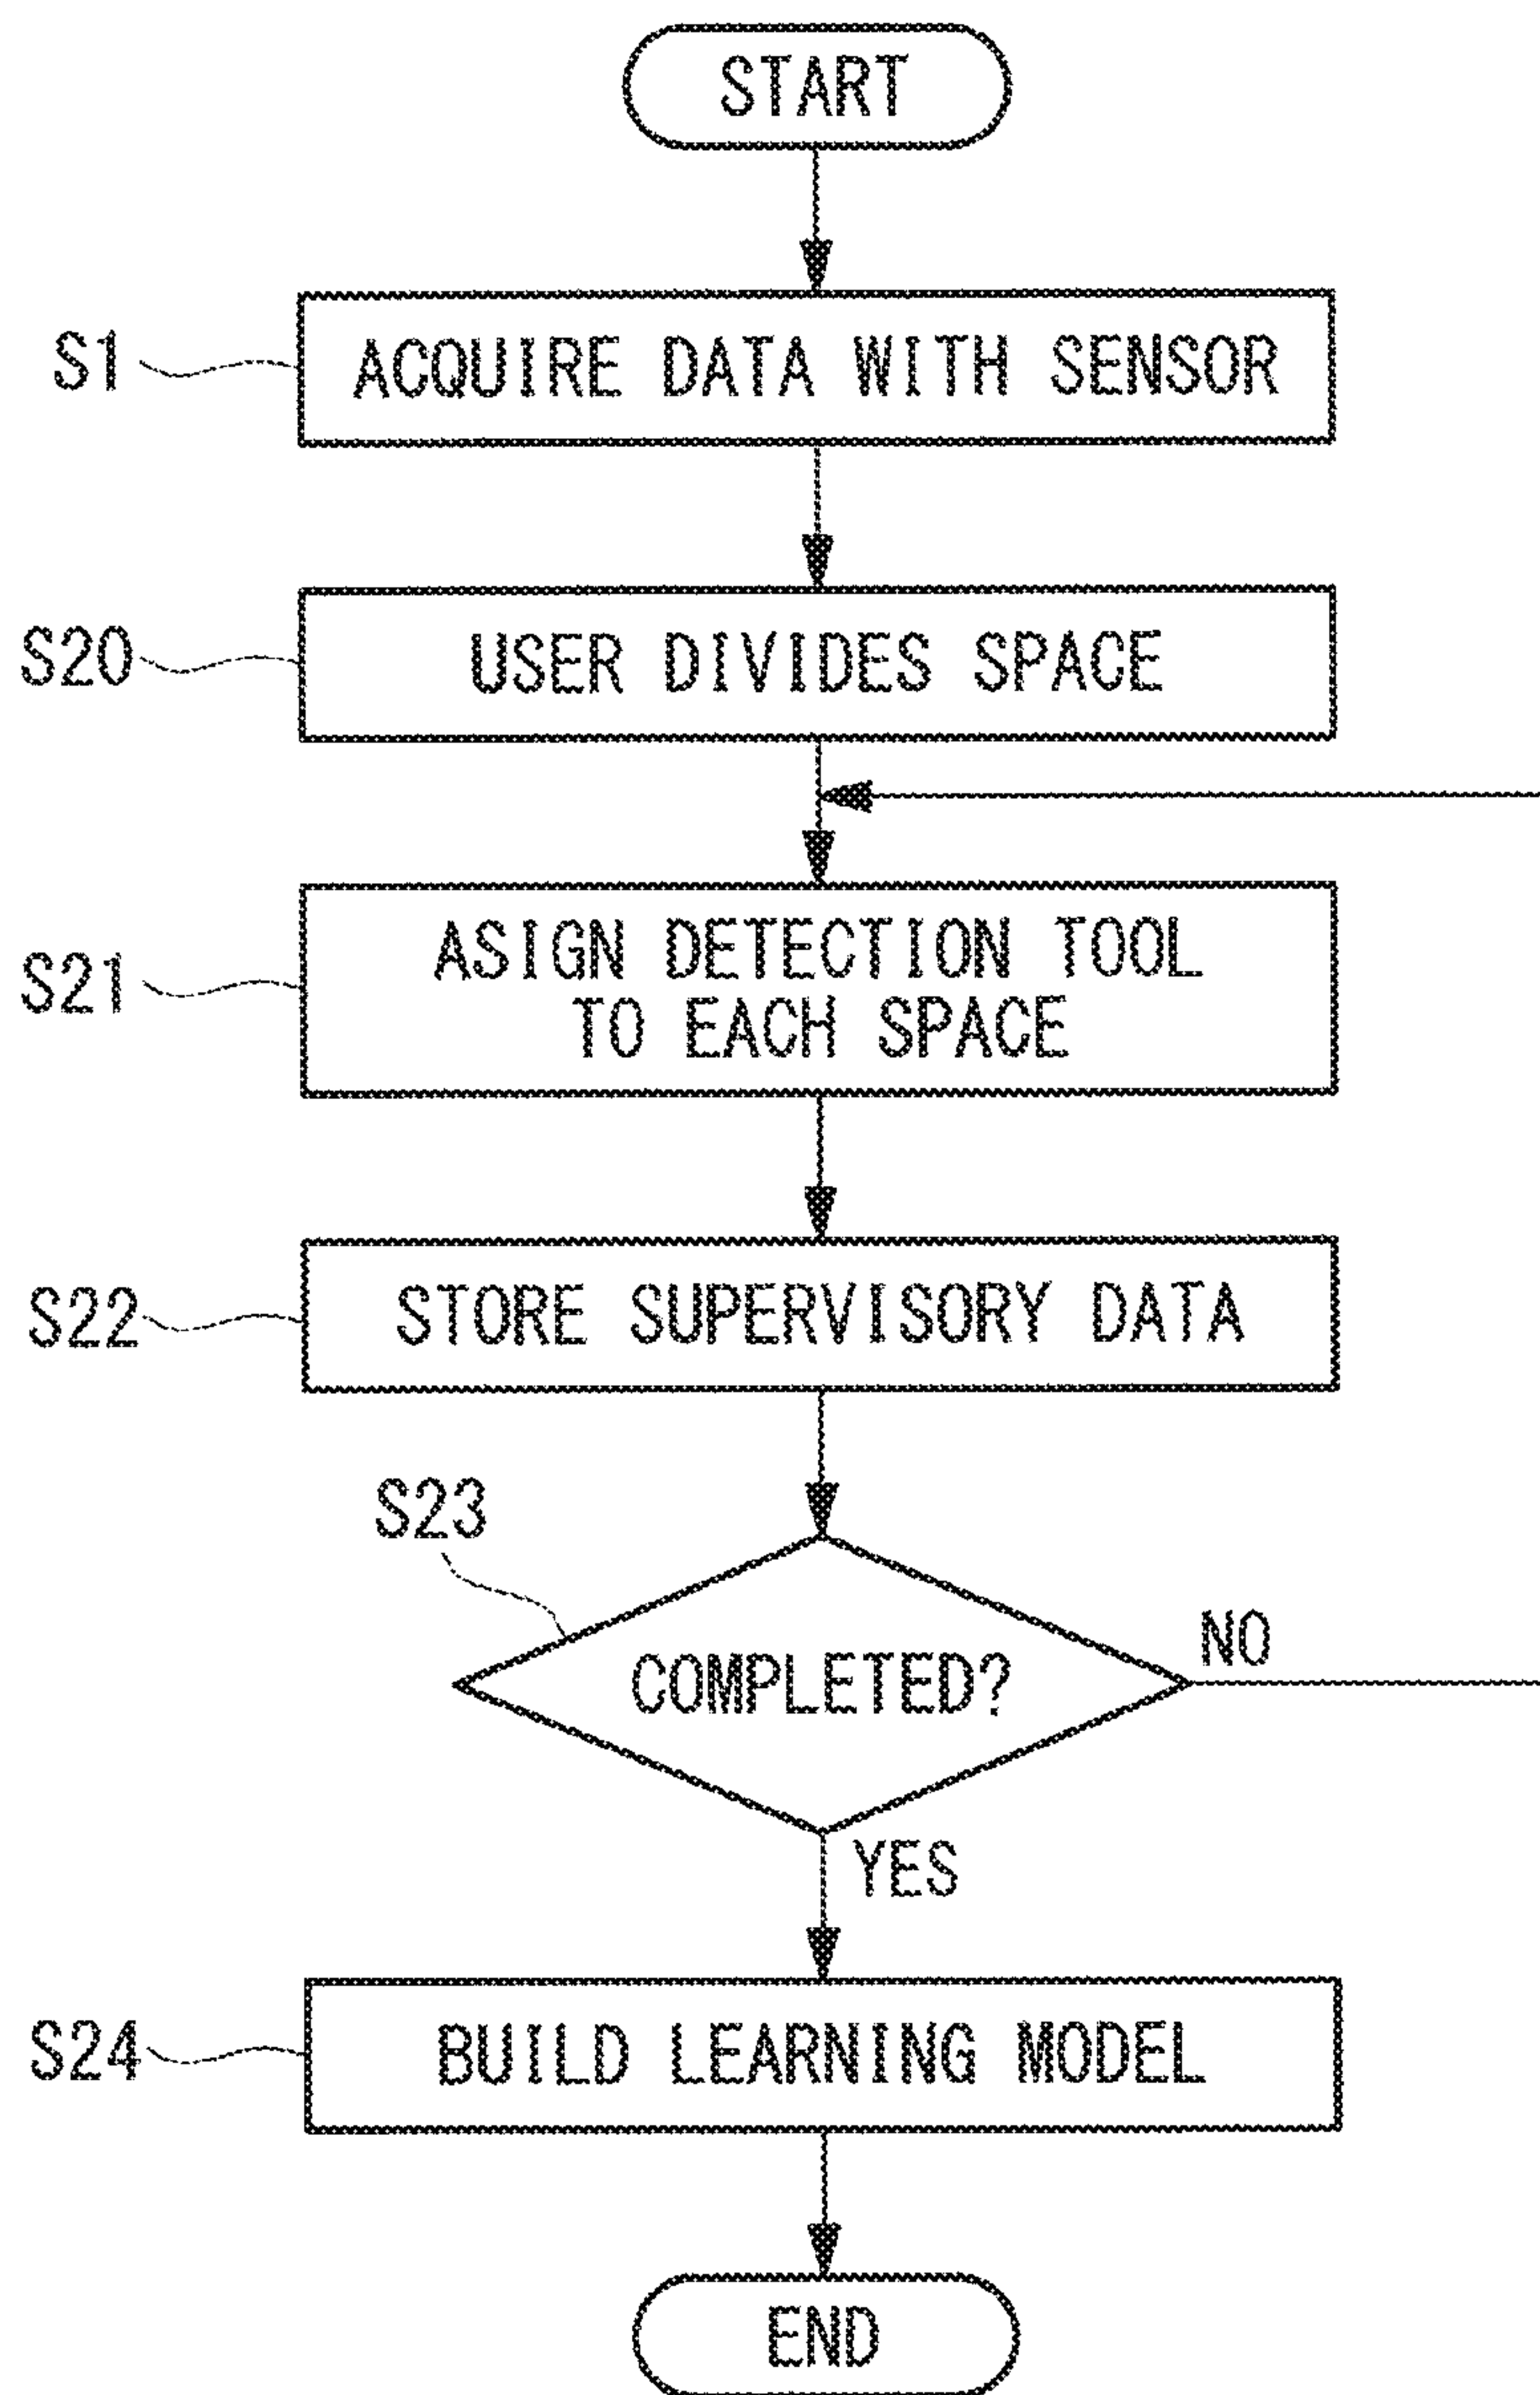 START
S1
ACQUIRE DATA WITH SENSOR
S20
USER DIVIDES SPACE
S21
ASIGN DETECTION TOOL
TO EACH SPACE
S22
STORE SUPERVISORY DATA
S23
COMPLETED?
NO
YES
S24
BUILD LEARNING MODEL
END